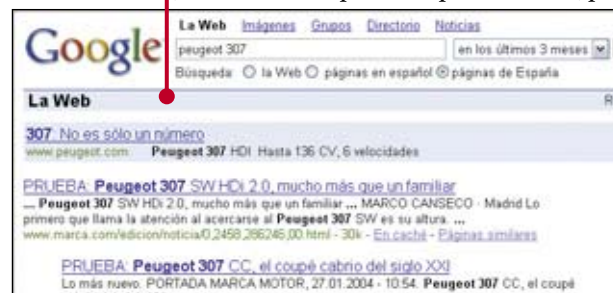 La Web Imágenes Grupos Directorio Noticias
Google
peugeot 307 en los últimos 3 meses
Búsqueda: La Web páginas en español páginas de España
La Web R
307 No es sólo un número
www.peugeot.com Peugeot 307 HDI Hasta 136 CV, 6 velocidades
PRUEBA: Peugeot 307 SW HDi 2.0, mucho más que un familiar
... Peugeot 307 SW HDi 2.0, mucho más que un familiar ... MARCO CANSECO - Madrid Lo
primero que llama la atención al acercarse al Peugeot 307 SW es su altura. ...
www.marca.com/edicion/noticia/0,2458,286246,00.html - 30k - En caché - Páginas similares
PRUEBA: Peugeot 307 CC, el coupé cabrio del siglo XXI
Lo más nuevo. PORTADA MARCA MOTOR, 27.01.2004 - 10:54. Peugeot 307 CC, el coupé